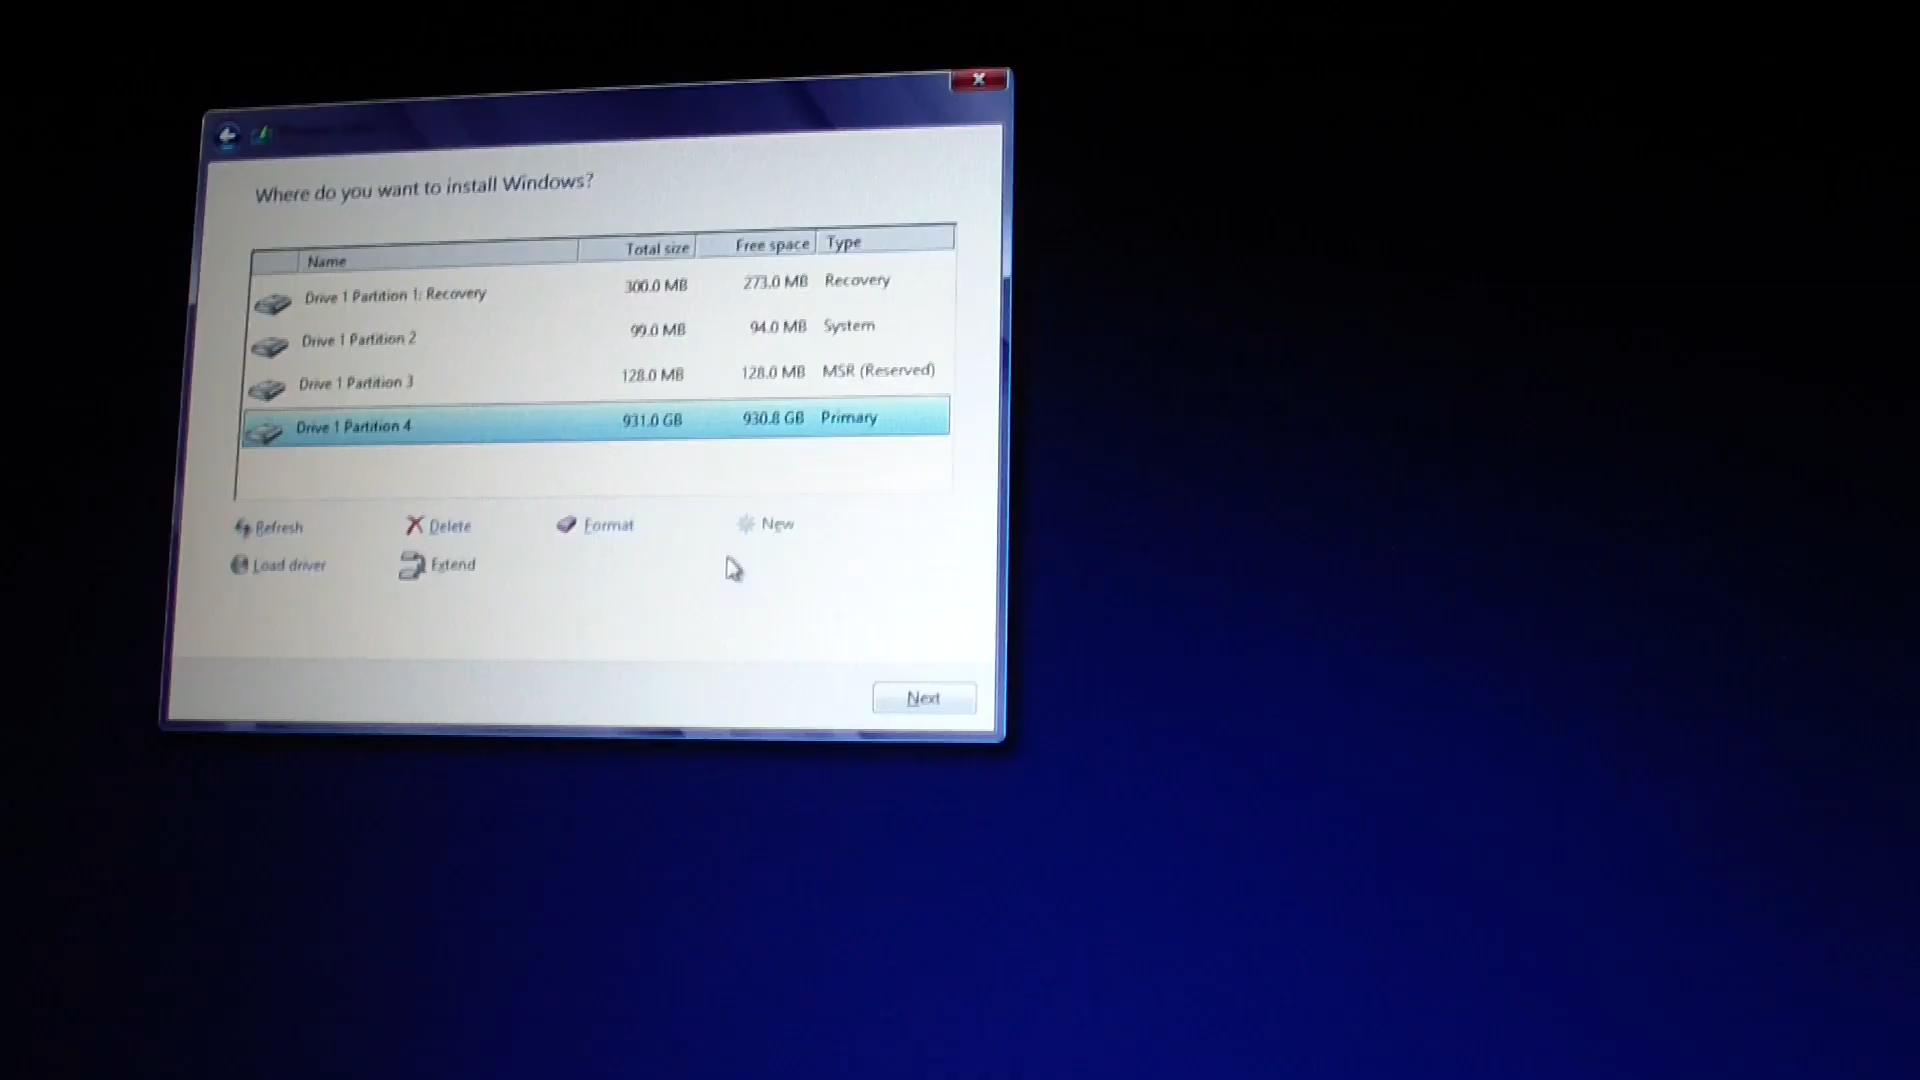 Where do you want to install Windows?
Name Total size Free space Type
Drive 1 Partition 1: Recovery 300.0 MB 273.0 MB Recovery
Drive 1 Partition 2 99.0 MB 94.0 MB System
Drive 1 Partition 3 128.0 MB 128.0 MB MSR (Reserved)
Drive 1 Partition 4 931.0 GB 930.8 GB Primary
Refresh Delete Format New
Load driver Extend
Next